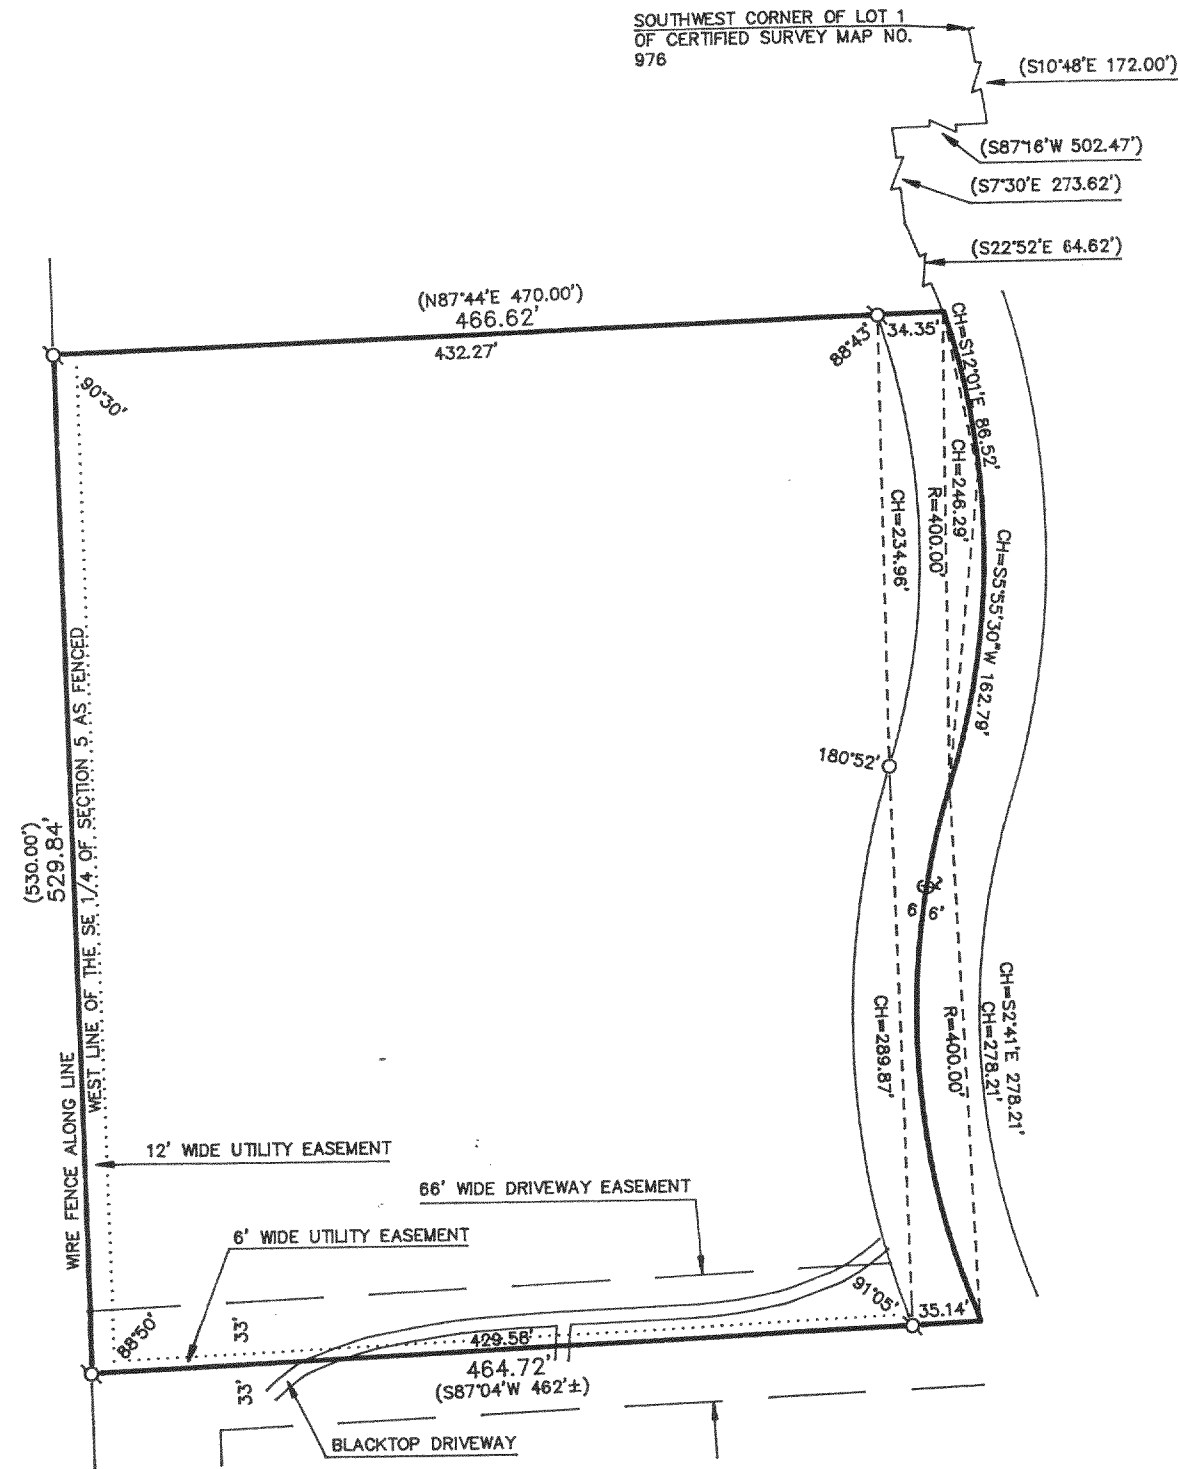 SOUTHWEST CORNER OF LOT 1
OF CERTIFIED SURVEY MAP NO.
976
(S10°48'E 172.00')
(S87°16'W 502.47')
(S7°30'E 273.62')
(S22°52'E 64.62')
(N87°44'E 470.00')
466.62'
432.27'
88°43'
34.35'
90°30'
CH=S12°01'E 86.52'
CH=246.29'
R=400.00'
CH=234.96'
CH=S5°55'30"W 162.79'
180°52'
6 6'
(530.00')
529.84'
WEST LINE OF THE SE 1/4 OF SECTION 5 AS FENCED
WIRE FENCE ALONG LINE
CH=289.87'
R=400.00'
CH=S2°41'E 278.21'
CH=278.21'
12' WIDE UTILITY EASEMENT
66' WIDE DRIVEWAY EASEMENT
6' WIDE UTILITY EASEMENT
91°05'
35.14'
88°50'
33'
429.58'
464.72'
(S87°04'W 462'±)
33'
BLACKTOP DRIVEWAY